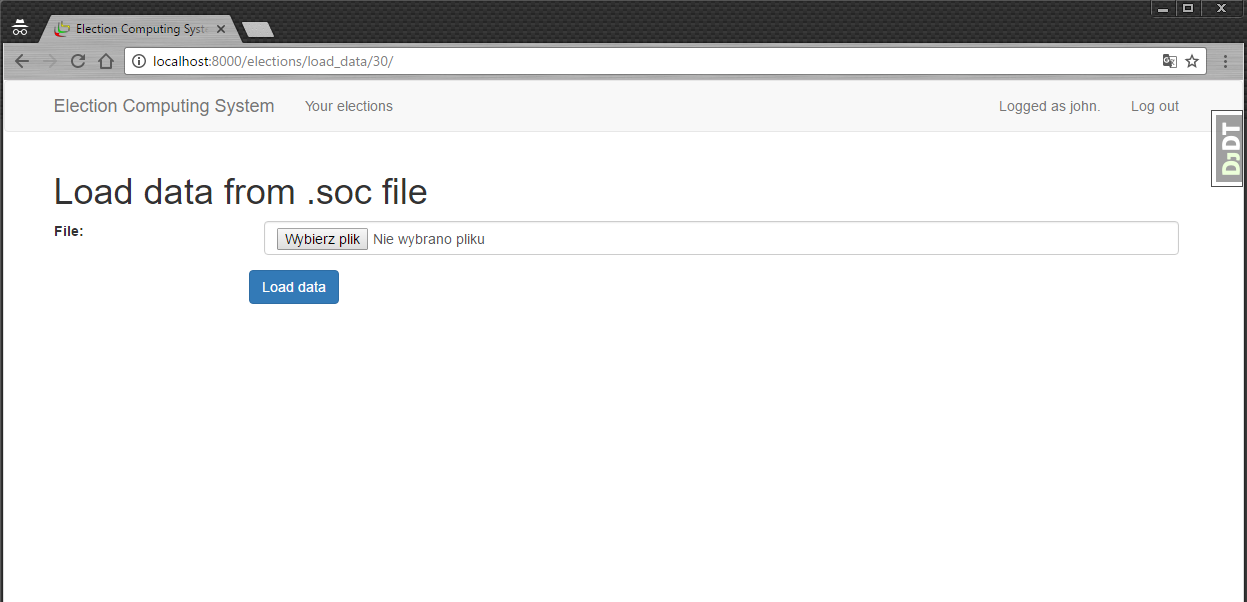 Election Computing Syst
localhost:8000/elections/load_data/30/
Election Computing System Your elections Logged as john. Log out
DjDT
Load data from .soc file
File: Wybierz plik Nie wybrano pliku
Load data